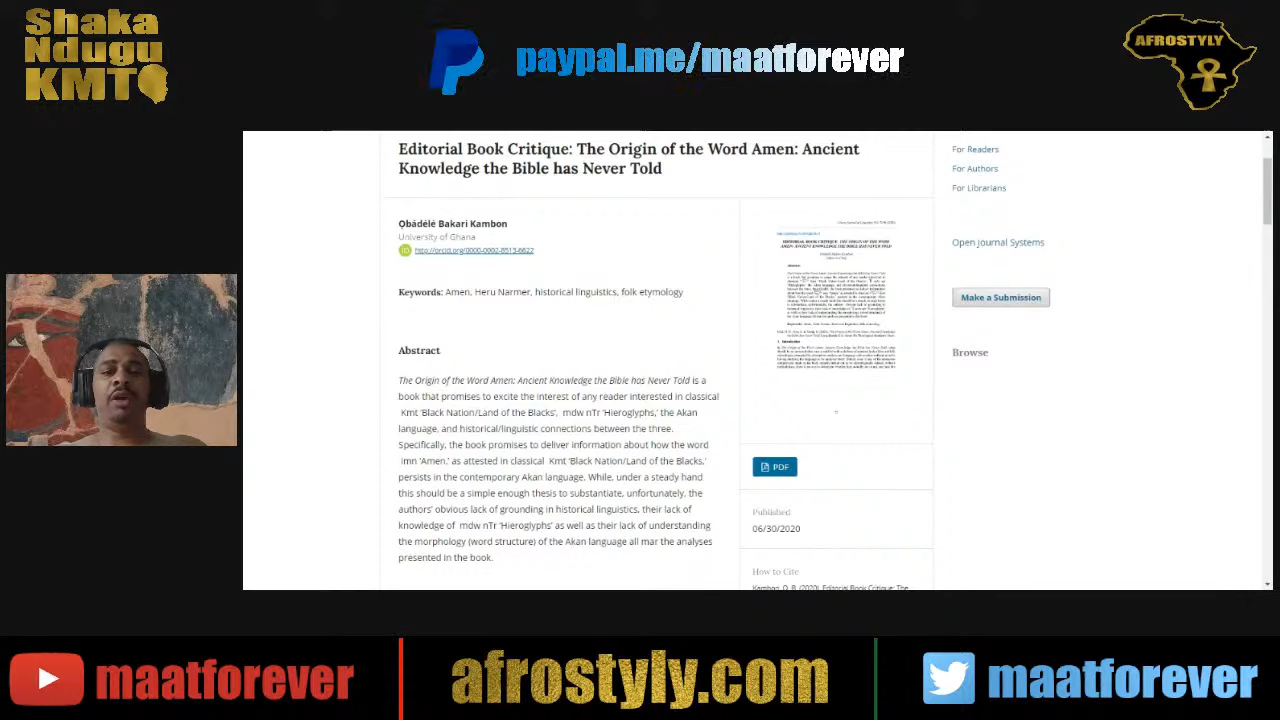 Shaka
Ndugu
KMT
paypal.me/maatforever
AFROSTYLY
Editorial Book Critique: The Origin of the Word Amen: Ancient
Knowledge the Bible has Never Told
Ọbádélé Bakari Kambon
University of Ghana
http://orcid.org/0000-0002-8513-6622
Keywords: Amen, Heru Narmer, historical linguistics, folk etymology
Abstract
The Origin of the Word Amen: Ancient Knowledge the Bible has Never Told is a
book that promises to excite the interest of any reader interested in classical
Kmt 'Black Nation/Land of the Blacks', mdw nTr 'Hieroglyphs,' the Akan
language, and historical/linguistic connections between the three.
Specifically, the book promises to deliver information about how the word
imn 'Amen,' as attested in classical Kmt 'Black Nation/Land of the Blacks,'
persists in the contemporary Akan language. While, under a steady hand
this should be a simple enough thesis to substantiate, unfortunately, the
authors' obvious lack of grounding in historical linguistics, their lack of
knowledge of mdw nTr 'Hieroglyphs' as well as their lack of understanding
the morphology (word structure) of the Akan language all mar the analyses
presented in the book.
PDF
Published
06/30/2020
How to Cite
Kambon, O. B. (2020). Editorial Book Critique: The
For Readers
For Authors
For Librarians
Open Journal Systems
Make a Submission
Browse
maatforever
afrostyly.com
maatforever